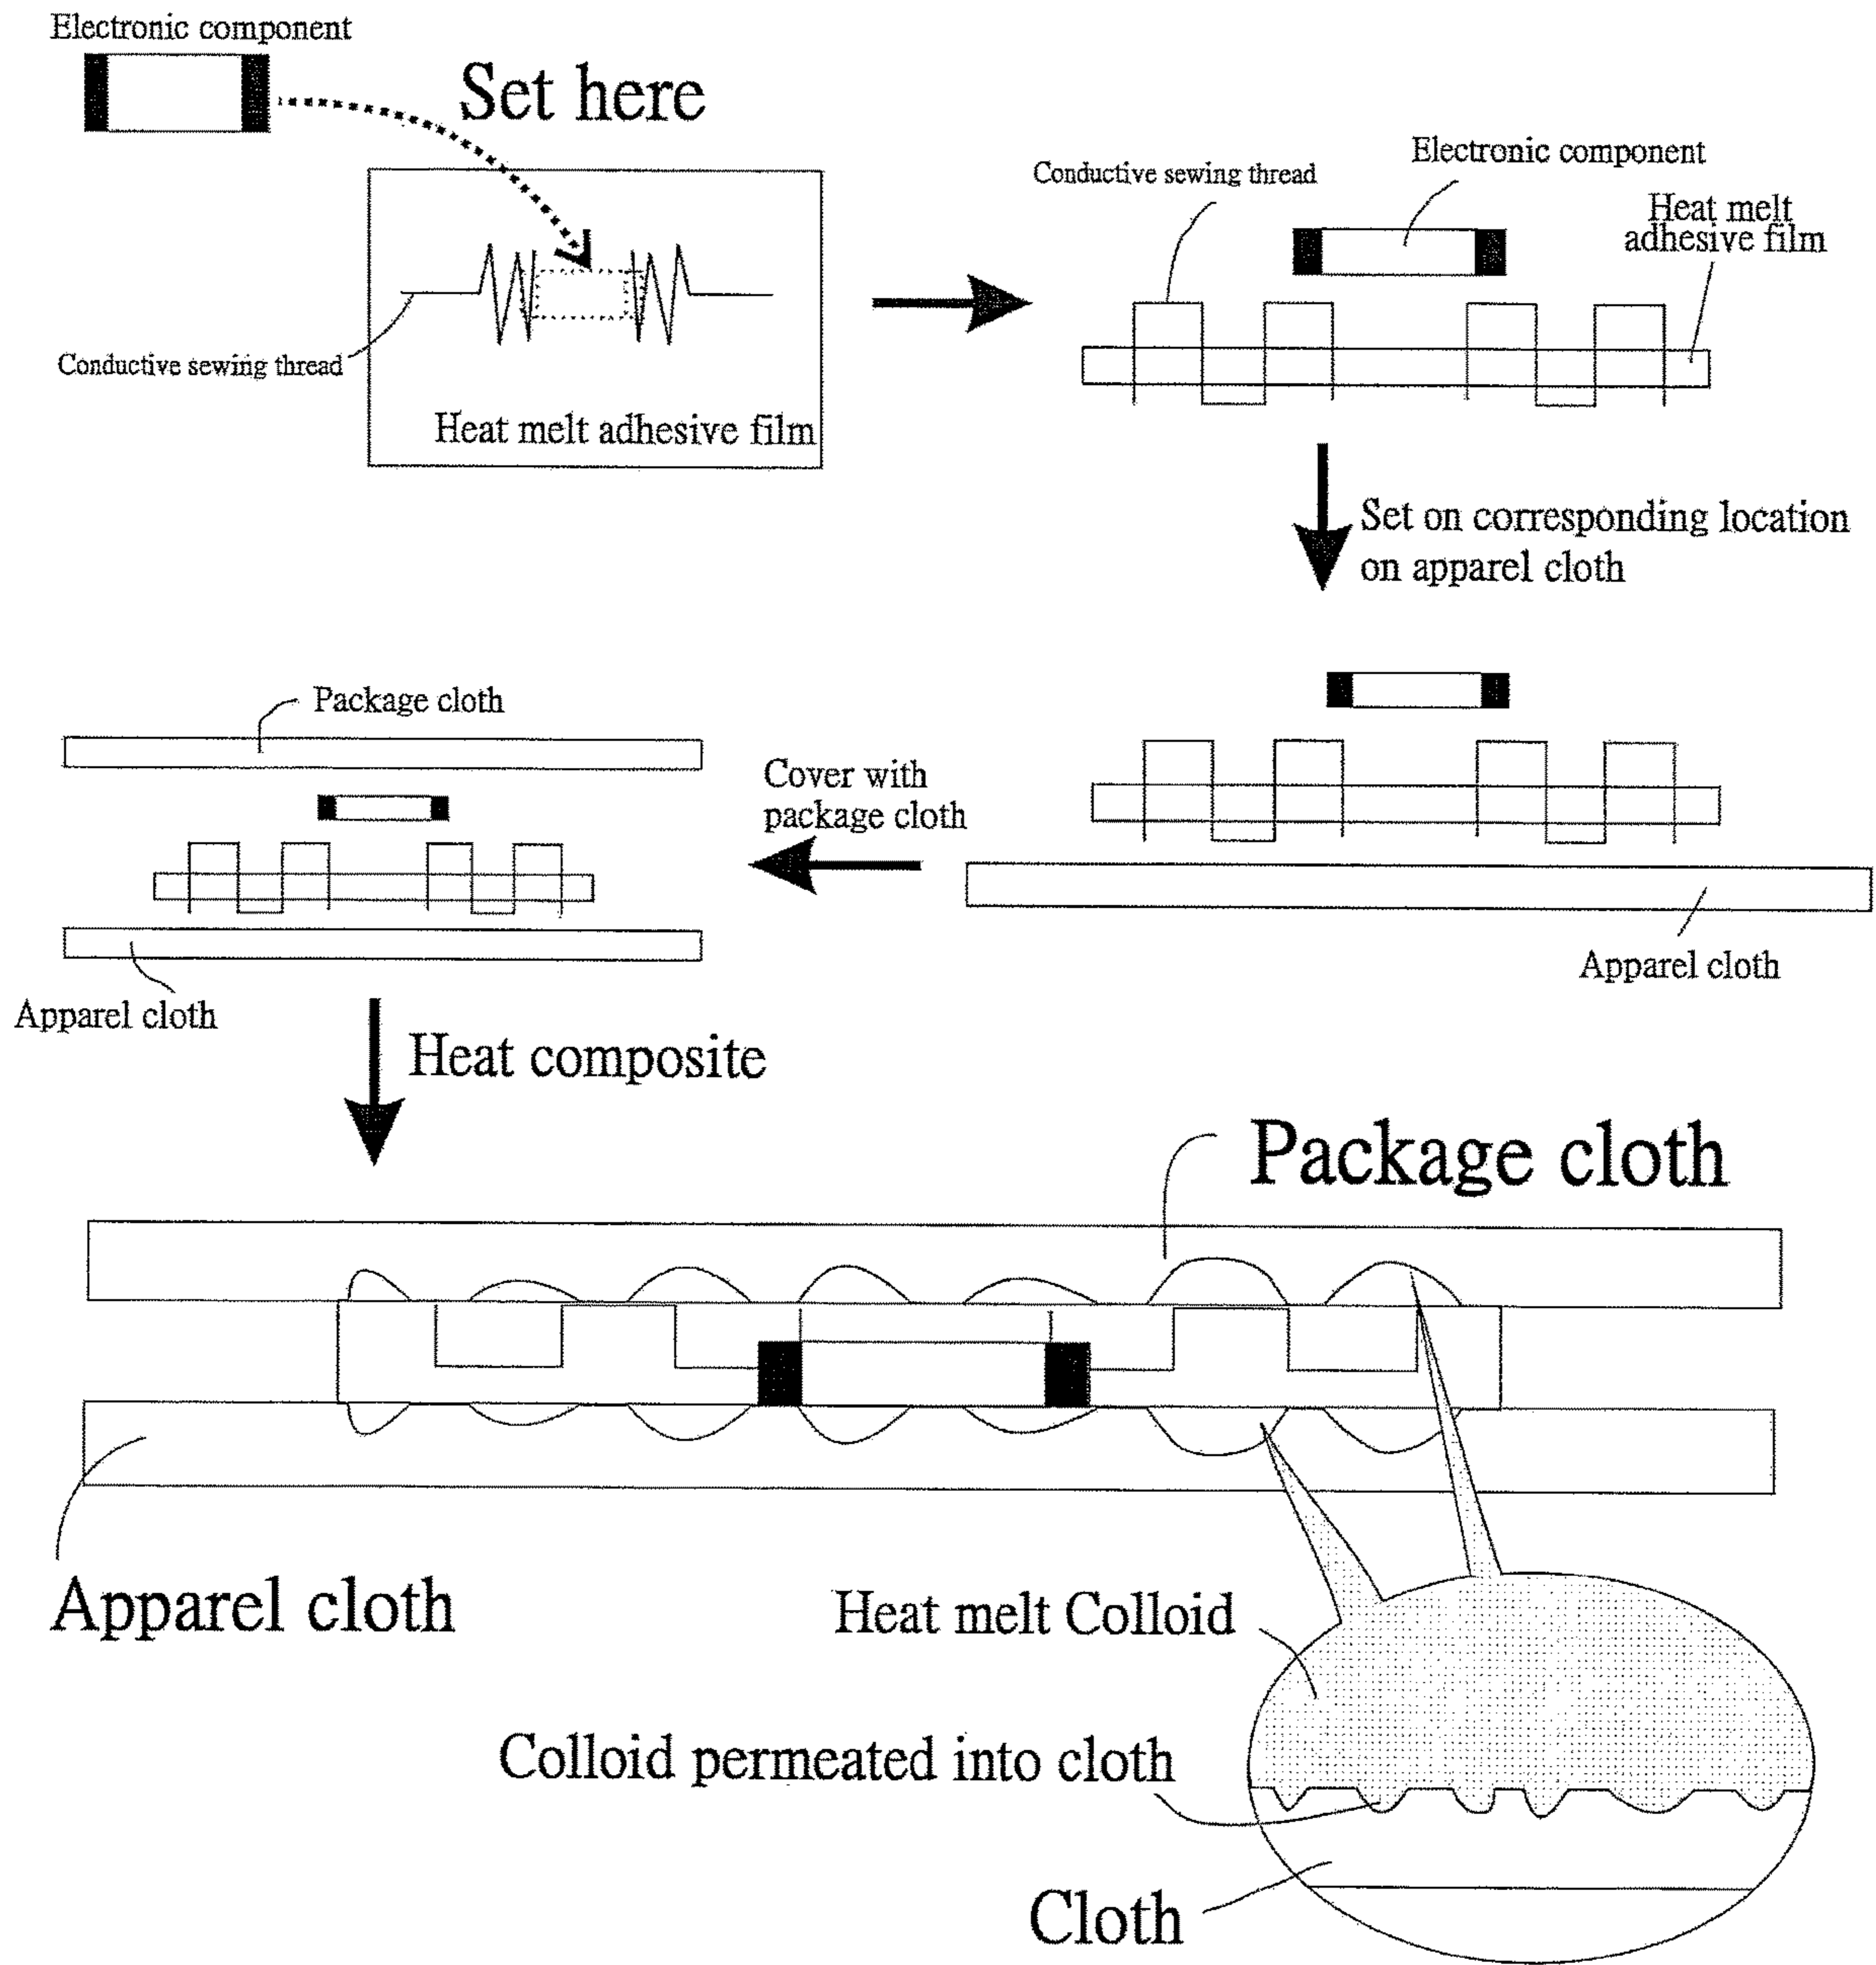 Electronic component
Set here
Conductive sewing thread
Heat melt adhesive film
Conductive sewing thread
Electronic component
Heat melt
adhesive film
Set on corresponding location
on apparel cloth
Apparel cloth
Cover with
package cloth
Package cloth
Apparel cloth
Heat composite
Package cloth
Apparel cloth
Heat melt Colloid
Colloid permeated into cloth
Cloth